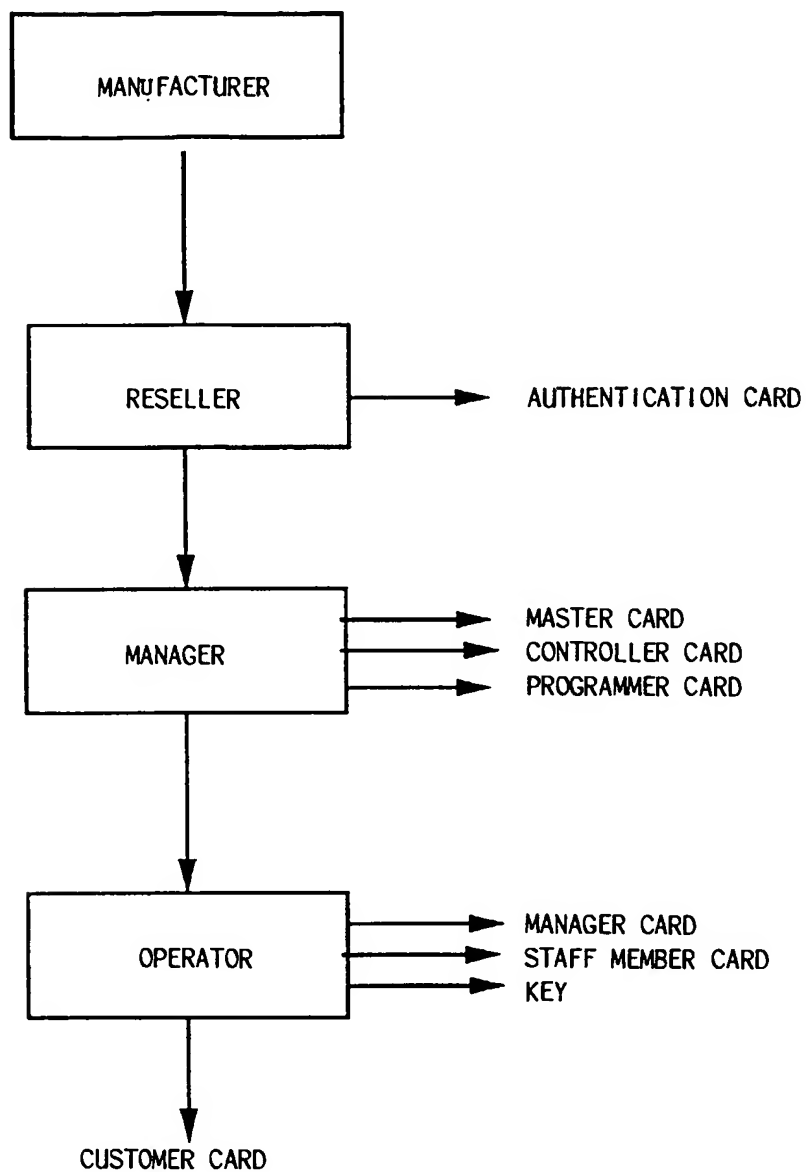 MANUFACTURER
RESELLER
AUTHENTICATION CARD
MANAGER
MASTER CARD
CONTROLLER CARD
PROGRAMMER CARD
OPERATOR
MANAGER CARD
STAFF MEMBER CARD
KEY
CUSTOMER CARD